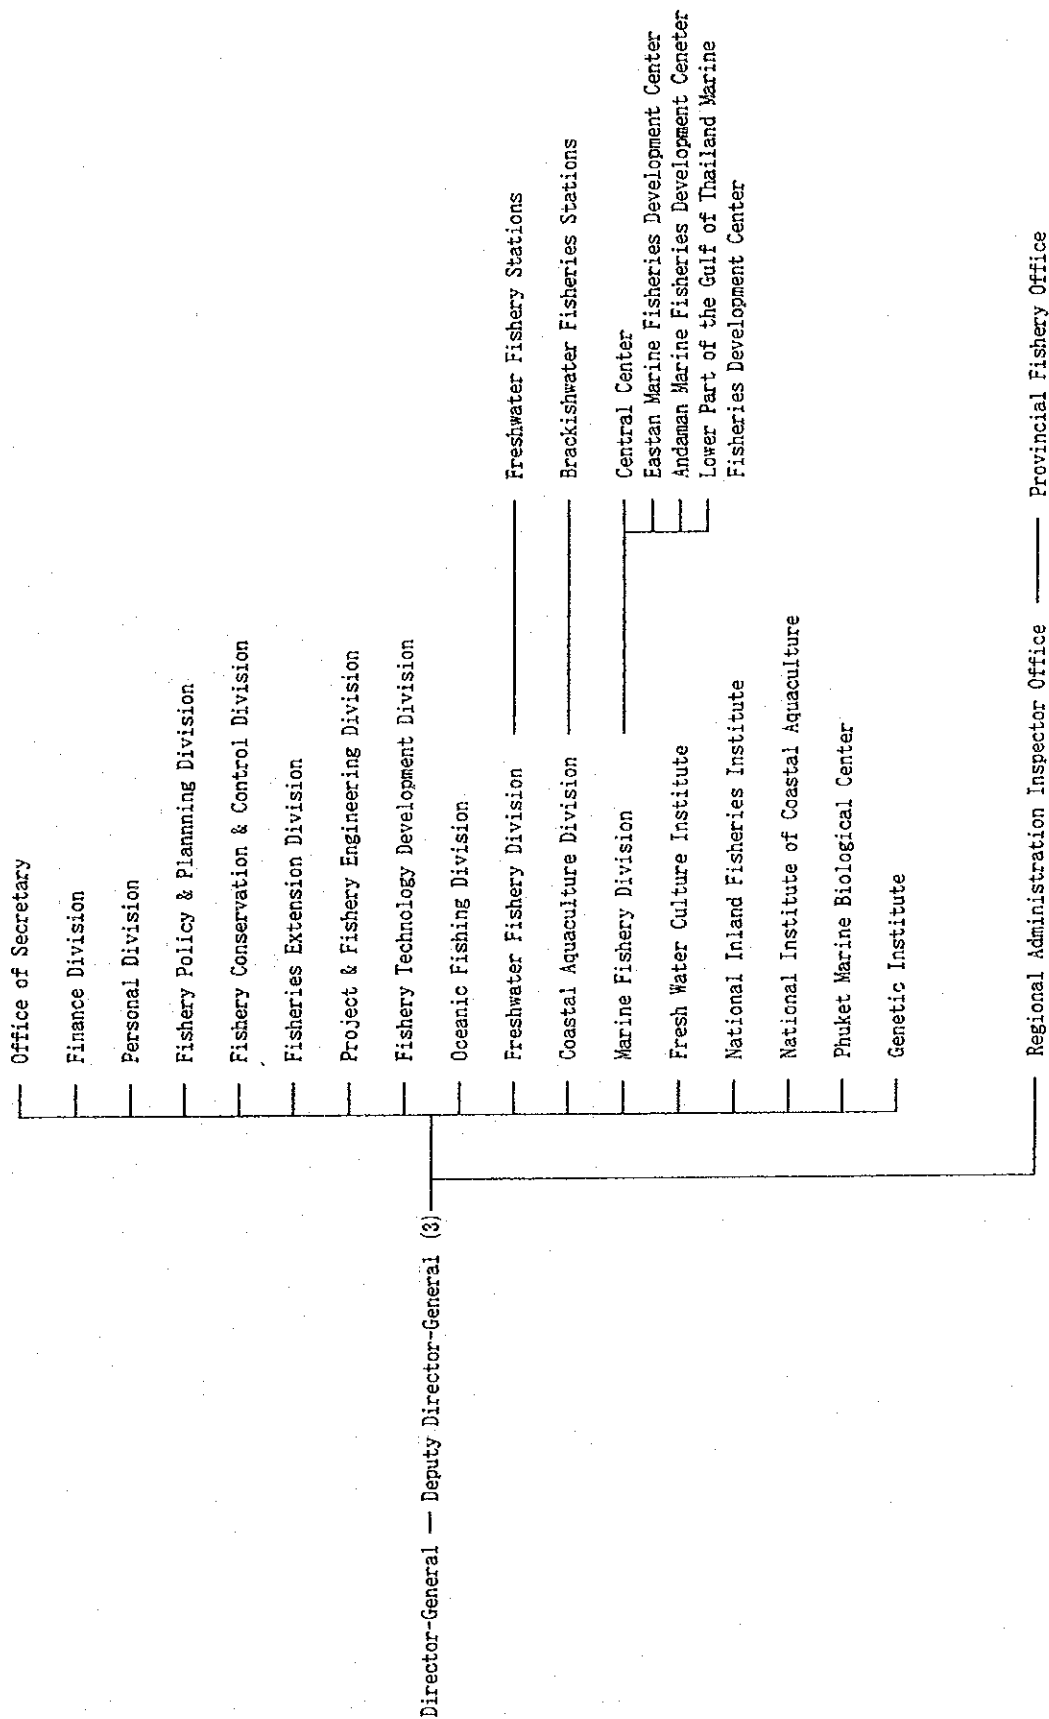 Office of Secretary
Finance Division
Personal Division
Fishery Policy & Plannning Division
Fishery Conservation & Control Division
Fisheries Extension Division
Project & Fishery Engineering Division
Fishery Technology Development Division
Director-General — Deputy Director-General (3)
Oceanic Fishing Division
Freshwater Fishery Division
Freshwater Fishery Stations
Coastal Aquaculture Division
Brackishwater Fisheries Stations
Marine Fishery Division
Central Center
Eastan Marine Fisheries Development Center
Andaman Marine Fisheries Development Ceneter
Lower Part of the Gulf of Thailand Marine
Fisheries Development Center
Fresh Water Culture Institute
National Inland Fisheries Institute
National Institute of Coastal Aquaculture
Phuket Marine Biological Center
Genetic Institute
Regional Administration Inspector Office — Provincial Fishery Office